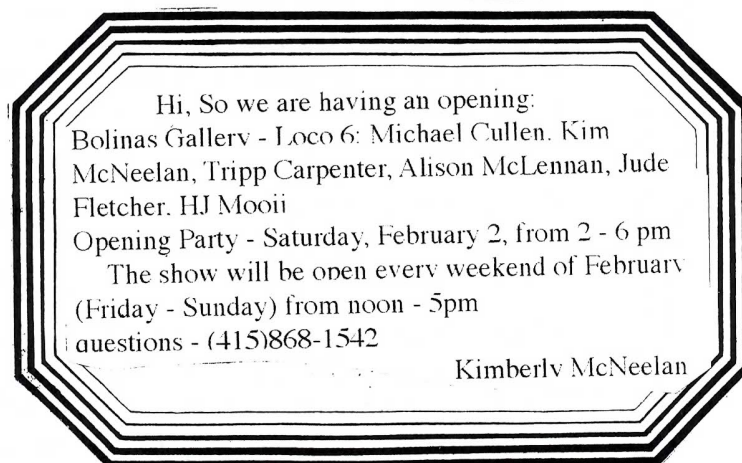 Hi, So we are having an opening:
Bolinas Gallery - Loco 6: Michael Cullen, Kim
McNeelan, Tripp Carpenter, Alison McLennan, Jude
Fletcher, HJ Mooij
Opening Party - Saturday, February 2, from 2 - 6 pm
The show will be open every weekend of February
(Friday - Sunday) from noon - 5pm
questions - (415)868-1542
Kimberly McNeelan